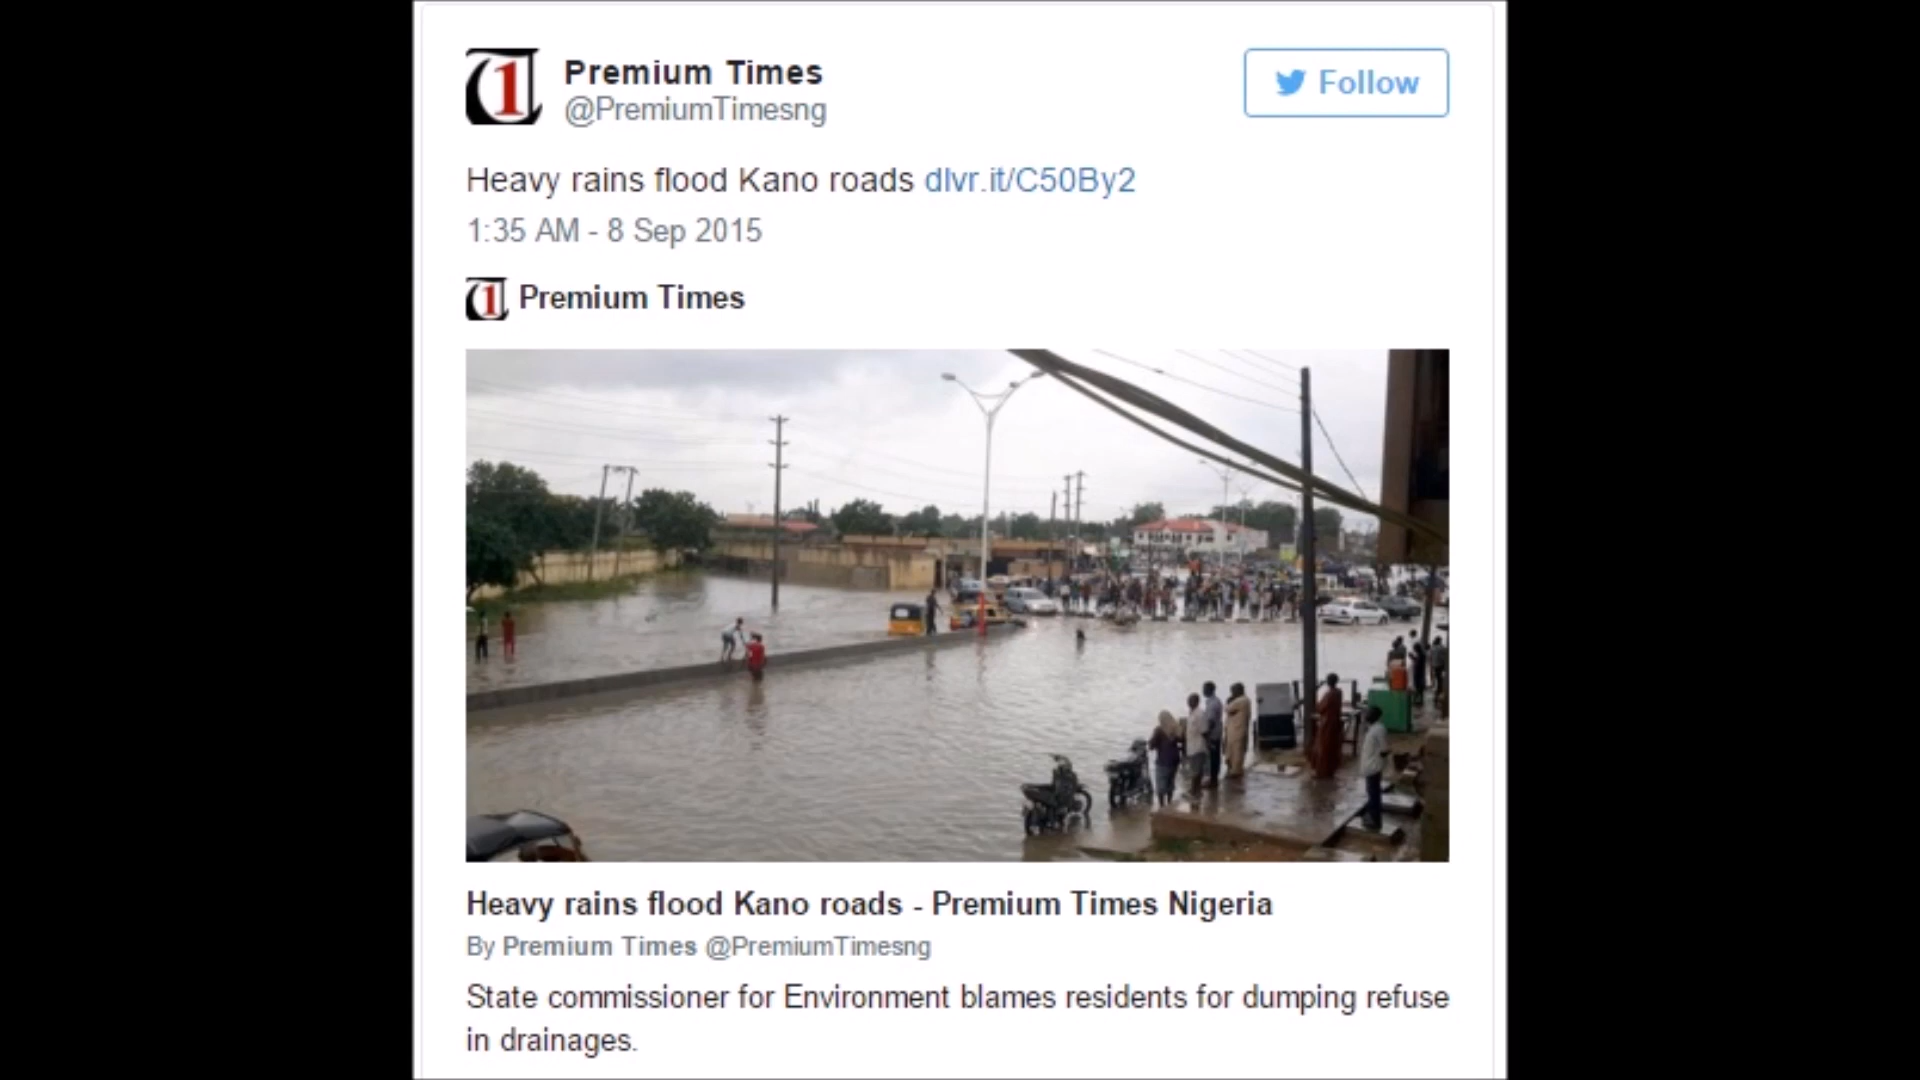 Premium Times
@PremiumTimesng
Follow
Heavy rains flood Kano roads dlvr.it/C50By2
1:35 AM - 8 Sep 2015
Premium Times
Heavy rains flood Kano roads - Premium Times Nigeria
By Premium Times @PremiumTimesng
State commissioner for Environment blames residents for dumping refuse
in drainages.